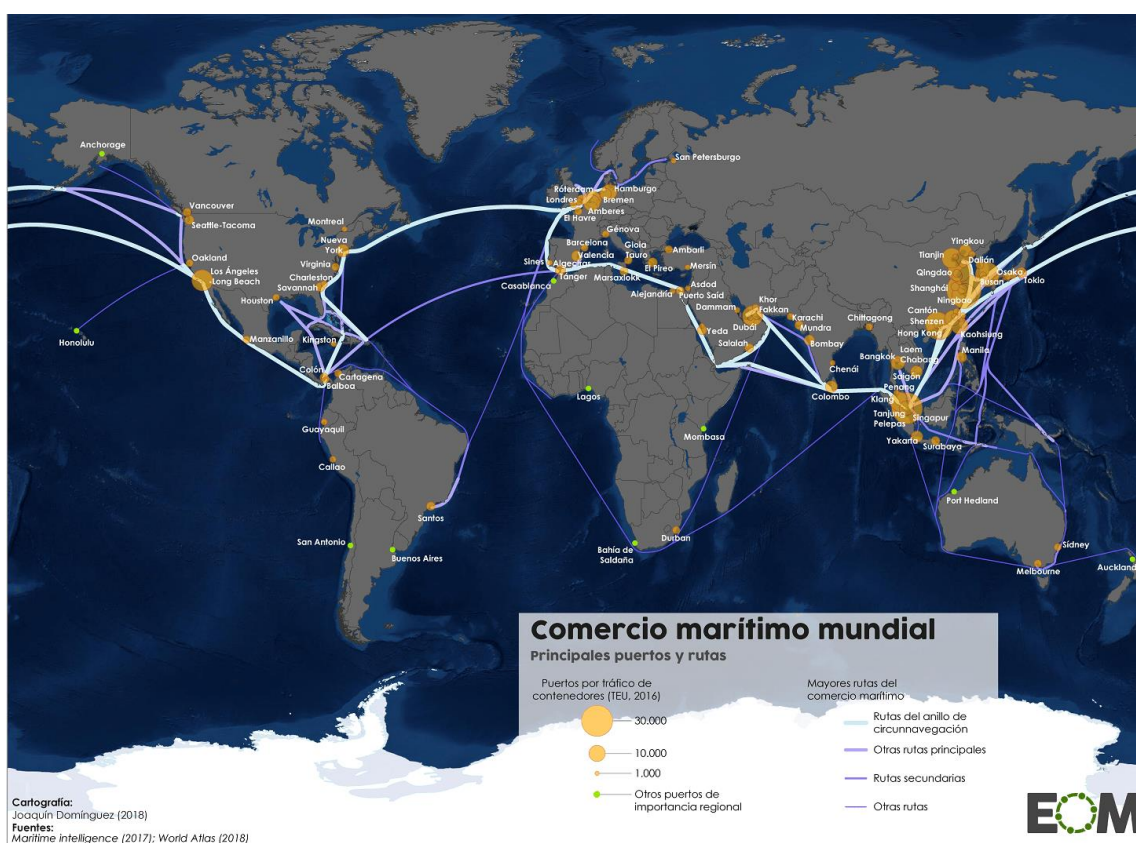 Anchorage
San Petersburgo
Róterdam
Hamburgo
Londres
Bremen
Amberes
El Havre
Vancouver
Seattle-Tacoma
Montreal
Nueva
York
Génova
Barcelona
Gioia
Tauro
Valencia
Ambarli
Yingkou
Tianjin
Dalián
Oakland
Virginia
Sines
Algeciras
El Pireo
Mersin
Qingdao
Busan
Osaka
Los Ángeles
Long Beach
Charleston
Savannah
Tánger
Marsaxlokk
Casablanca
Asdod
Alejandría
Puerto Saíd
Shanghái
Tokio
Ningbao
Houston
Dammam
Khor
Fakkan
Dubái
Karachi
Mundra
Chittagong
Cantón
Shenzen
Hong Kong
Kaohsiung
Honolulu
Manzanillo
Kingston
Yeda
Salalah
Bombay
Bangkok
Laem
Chabang
Manila
Colón
Cartagena
Balboa
Chenái
Saigón
Penang
Lagos
Colombo
Klang
Singapur
Tanjung
Pelepas
Guayaquil
Mombasa
Yakarta
Surabaya
Callao
Port Hedland
Santos
San Antonio
Buenos Aires
Bahía de
Saldaña
Durban
Sídney
Melbourne
Auckland
Comercio marítimo mundial
Principales puertos y rutas
Puertos por tráfico de
contenedores (TEU, 2016)
30.000
10.000
1.000
Otros puertos de
importancia regional
Mayores rutas del
comercio marítimo
Rutas del anillo de
circunnavegación
Otras rutas principales
Rutas secundarias
Otras rutas
Cartografía:
Joaquín Domínguez (2018)
Fuentes:
Maritime intelligence (2017); World Atlas (2018)
EOM